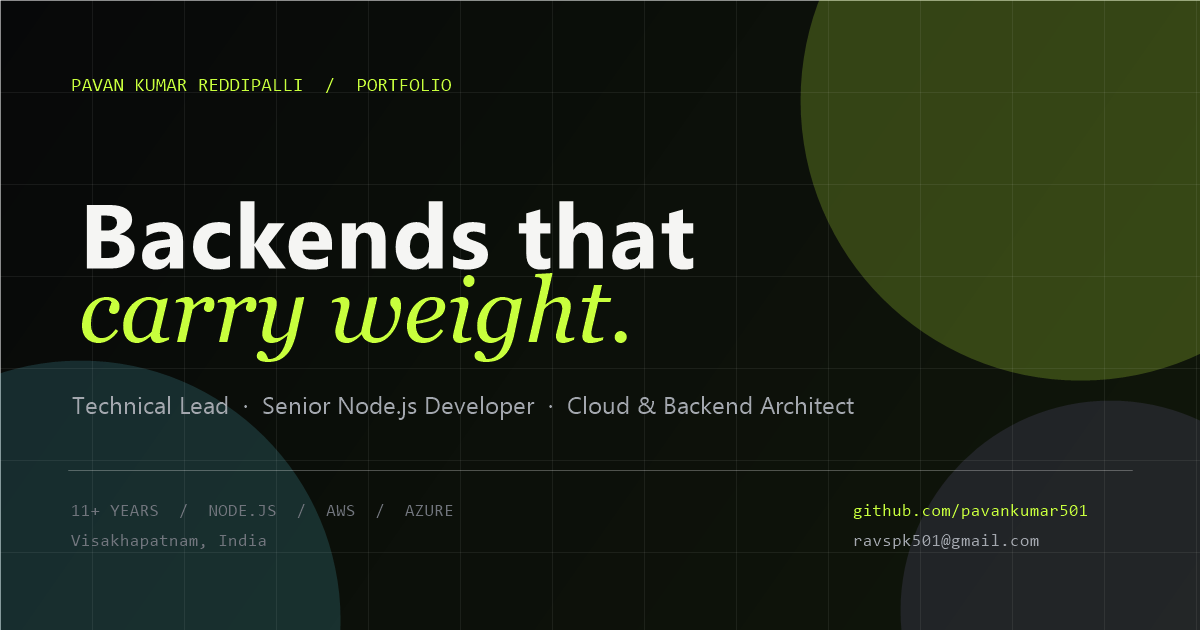 PAVAN KUMAR REDDIPALLI / PORTFOLIO
Backends that
carry weight.
Technical Lead · Senior Node.js Developer · Cloud & Backend Architect
11+ YEARS / NODE.JS / AWS / AZURE
Visakhapatnam, India
github.com/pavankumar501
ravspk501@gmail.com